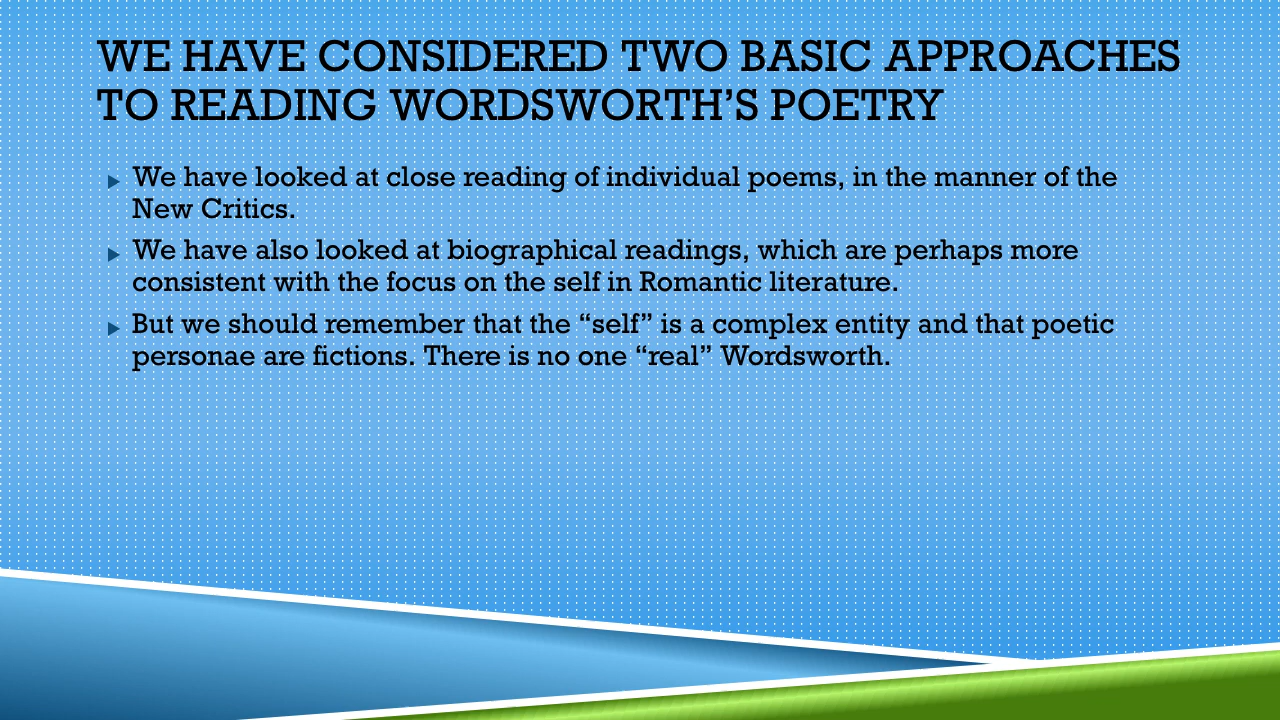 WE HAVE CONSIDERED TWO BASIC APPROACHES
TO READING WORDSWORTH’S POETRY
We have looked at close reading of individual poems, in the manner of the
New Critics.
We have also looked at biographical readings, which are perhaps more
consistent with the focus on the self in Romantic literature.
But we should remember that the “self” is a complex entity and that poetic
personae are fictions. There is no one “real” Wordsworth.